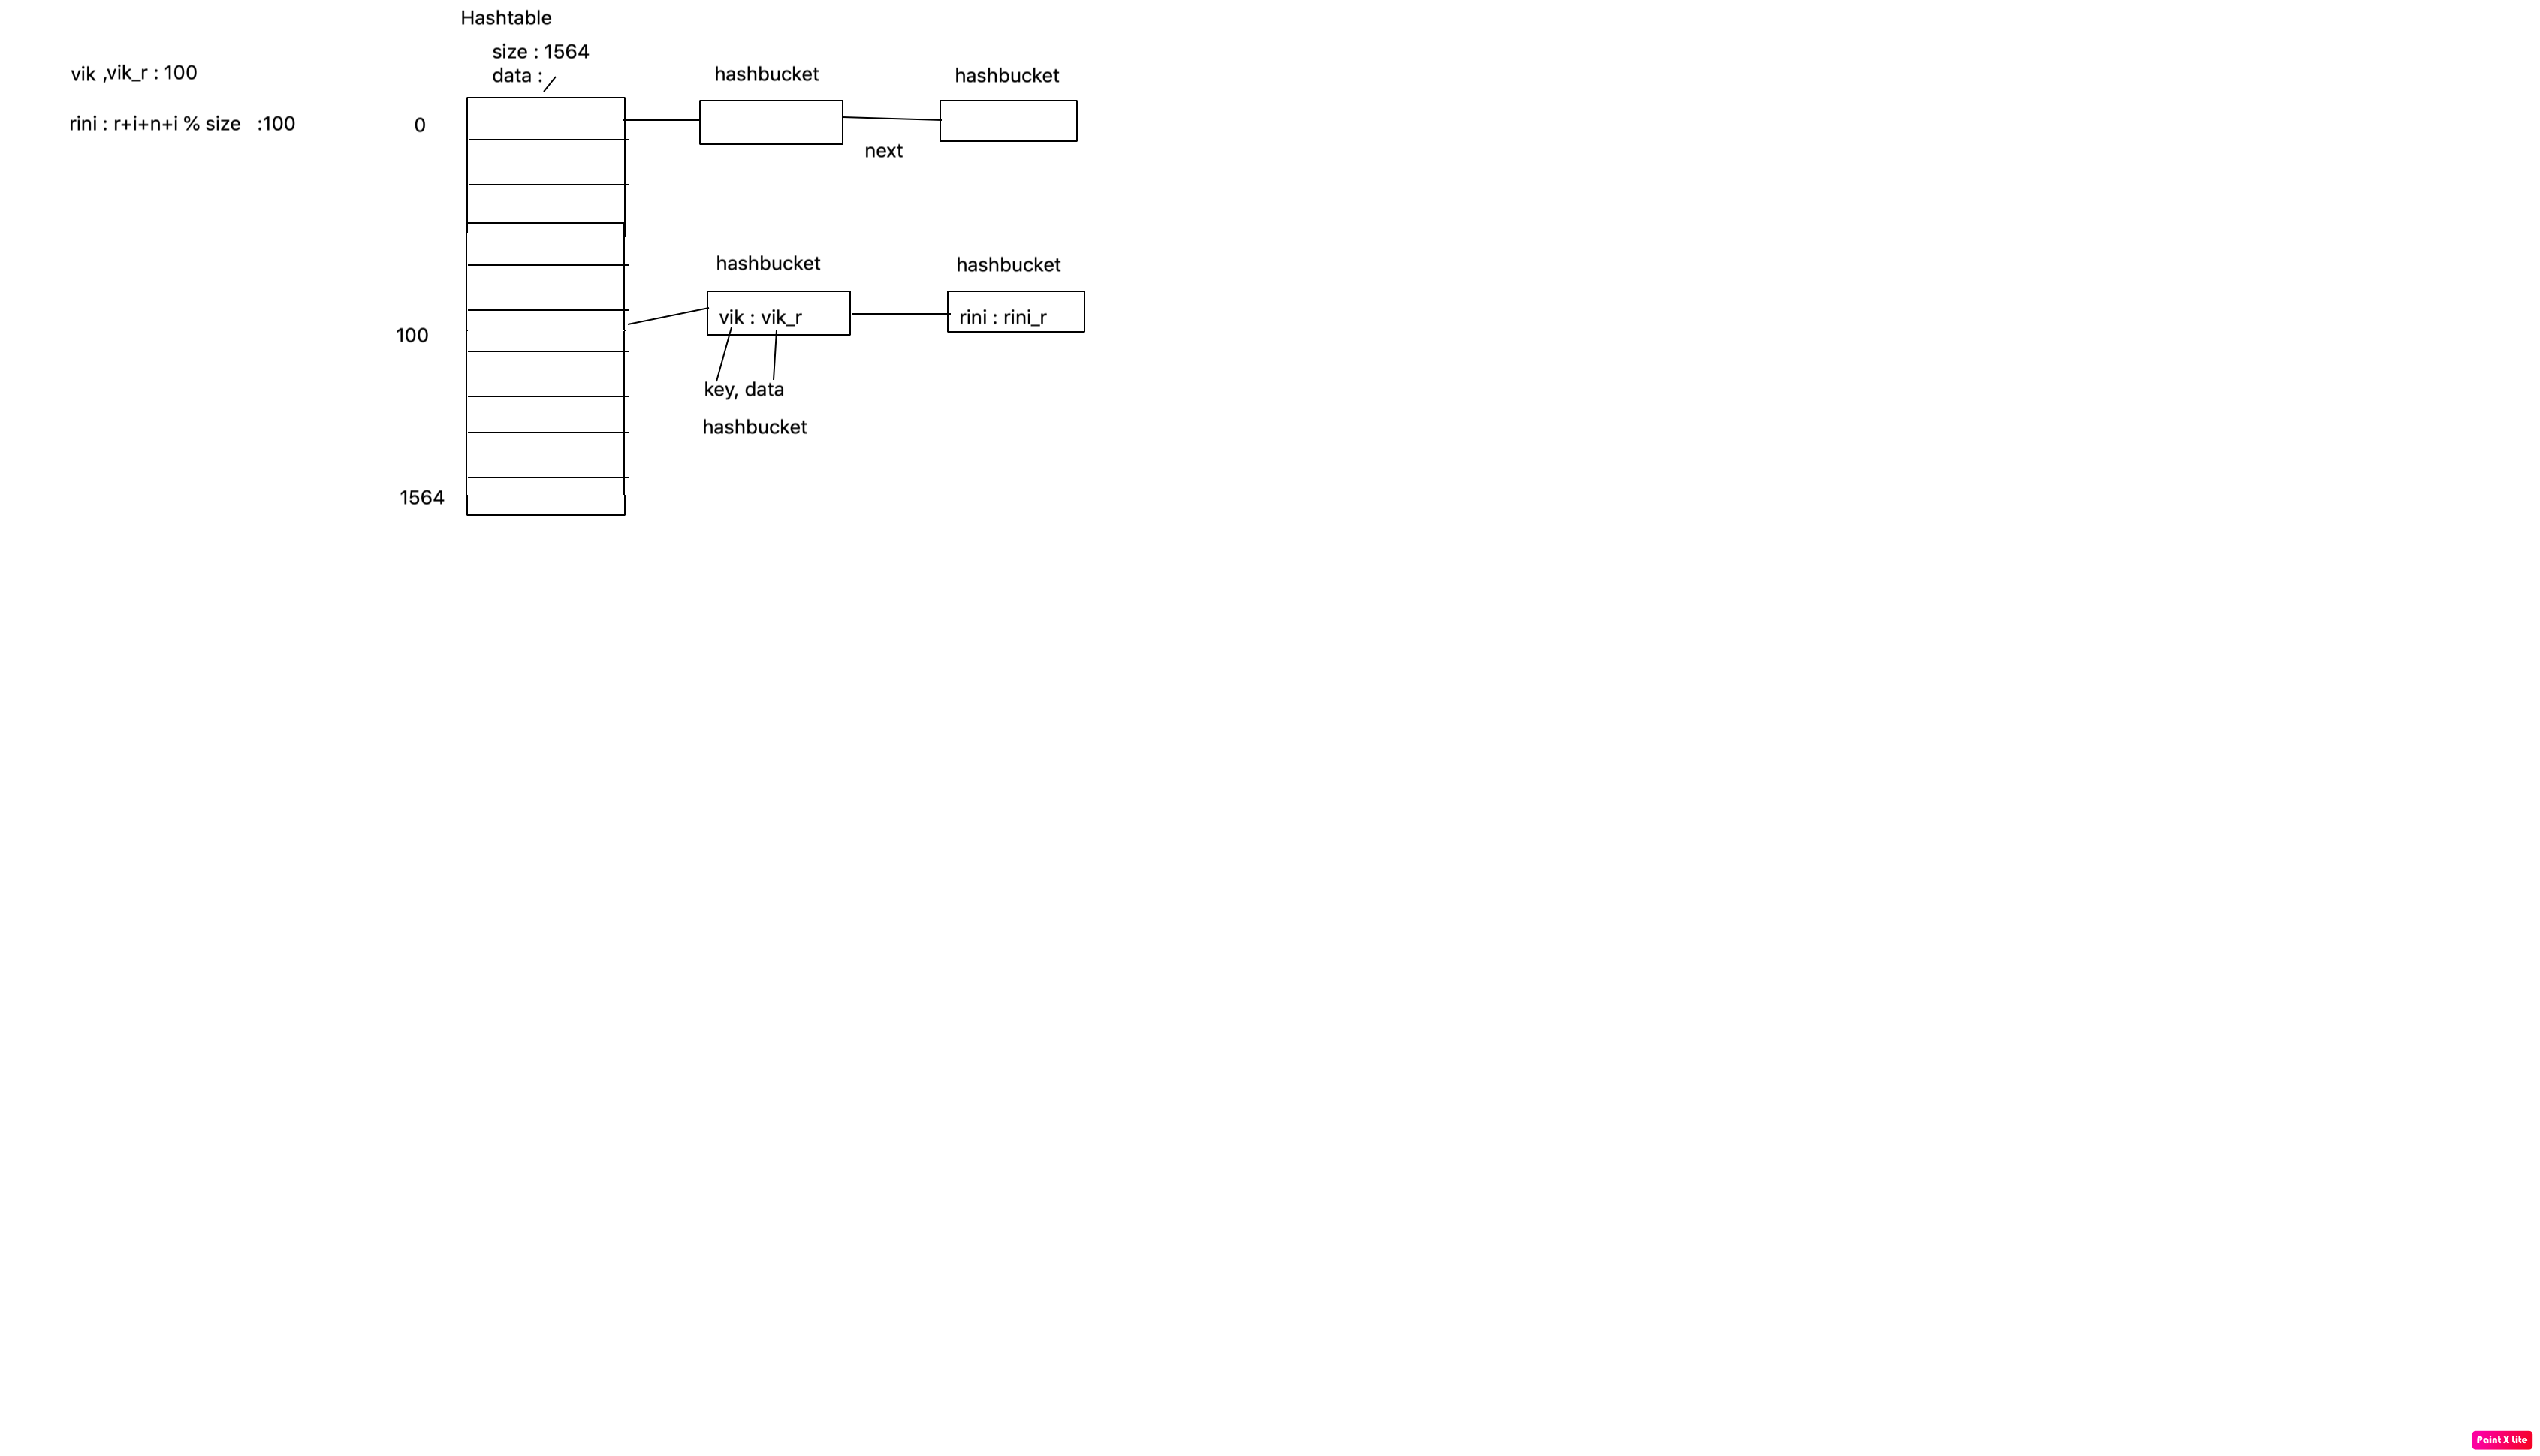 Hashtable
size : 1564
data :
vik ,vik_r : 100
hashbucket
hashbucket
rini : r+i+n+i % size :100
0
next
hashbucket
hashbucket
vik : vik_r
rini : rini_r
100
key, data
hashbucket
1564
Paint X Lite